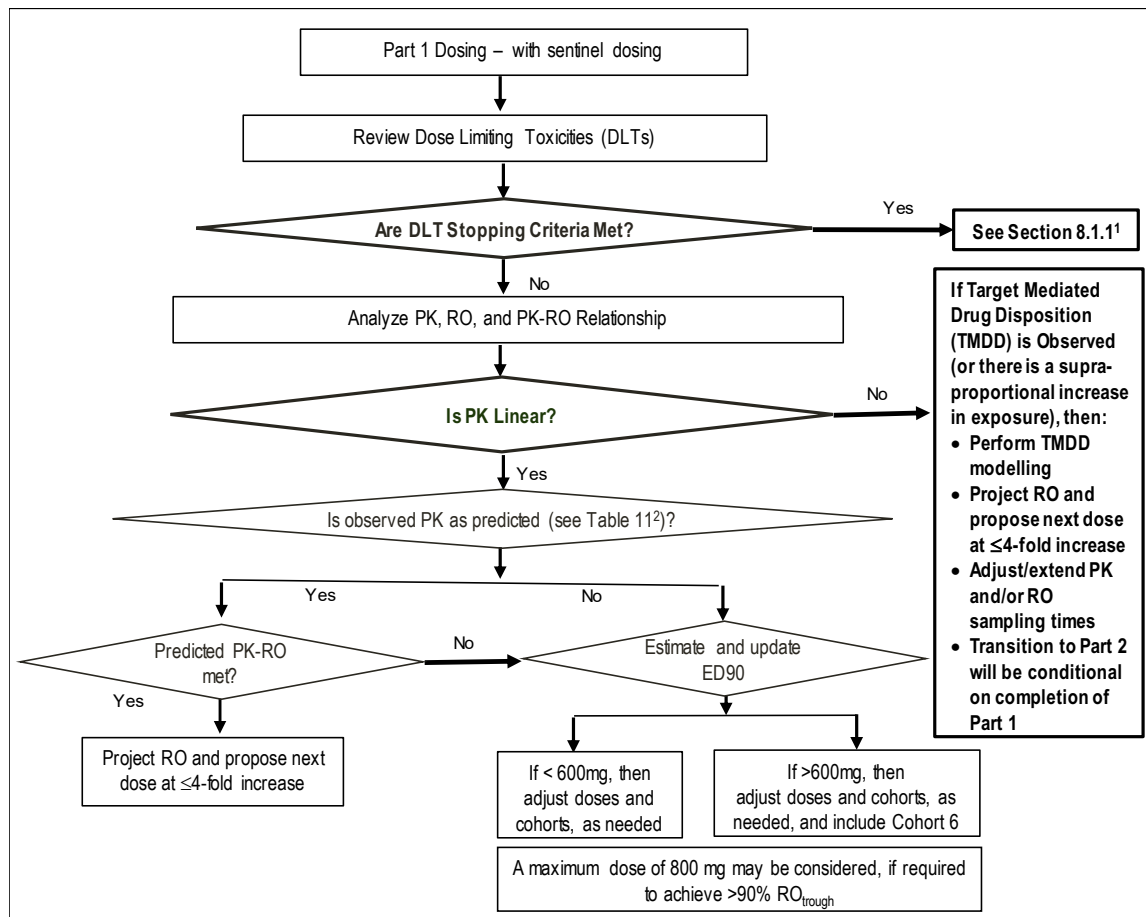 Part 1 Dosing – with sentinel dosing
Review Dose Limiting Toxicities (DLTs)
Are DLT Stopping Criteria Met?
Yes
See Section 8.1.1¹
No
Analyze PK, RO, and PK-RO Relationship
Is PK Linear?
No
If Target Mediated
Drug Disposition
(TMDD) is Observed
(or there is a supra-
proportional increase
in exposure), then:
• Perform TMDD
modelling
• Project RO and
propose next dose
at ≤4-fold increase
• Adjust/extend PK
and/or RO
sampling times
• Transition to Part 2
will be conditional
on completion of
Part 1
Yes
Is observed PK as predicted (see Table 11²)?
Yes
No
Predicted PK-RO
met?
No
Estimate and update
ED90
Yes
Project RO and propose next
dose at ≤4-fold increase
If < 600mg, then
adjust doses and
cohorts, as needed
If >600mg, then
adjust doses and cohorts, as
needed, and include Cohort 6
A maximum dose of 800 mg may be considered, if required
to achieve >90% ROtrough